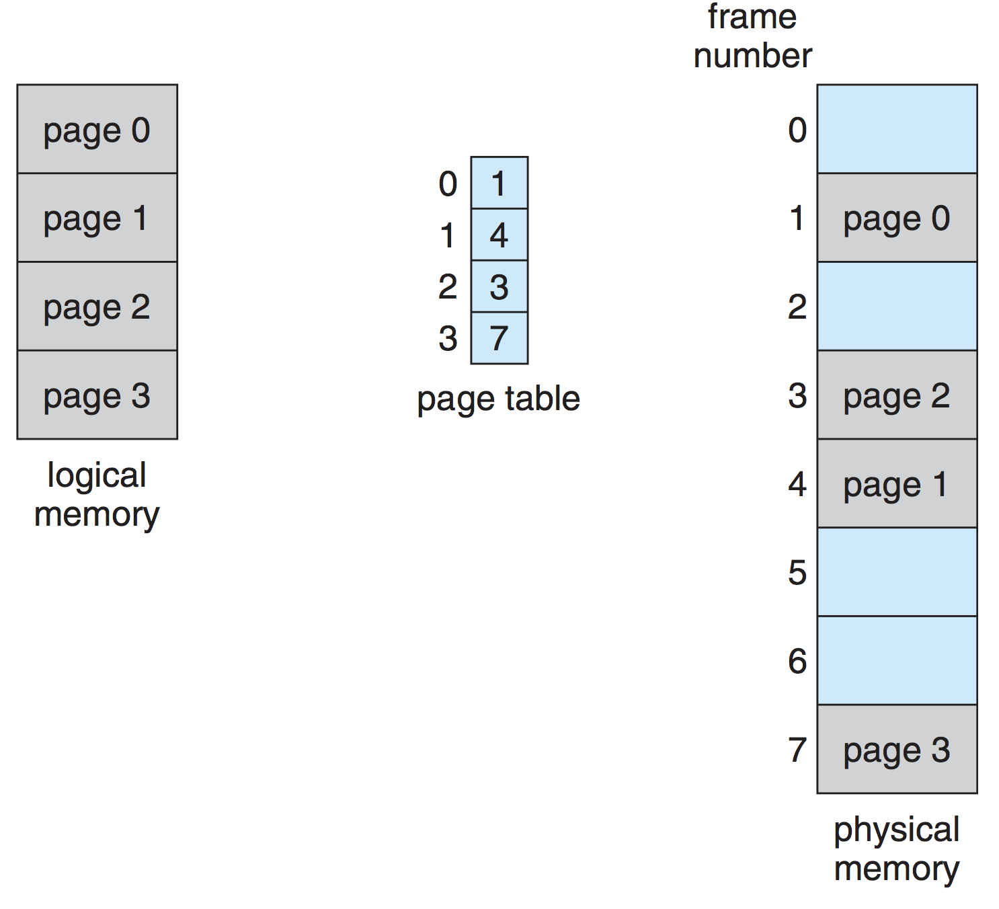 page 0
page 1
page 2
page 3
logical
memory
0 1
1 4
2 3
3 7
page table
frame
number
0
1 page 0
2
3 page 2
4 page 1
5
6
7 page 3
physical
memory